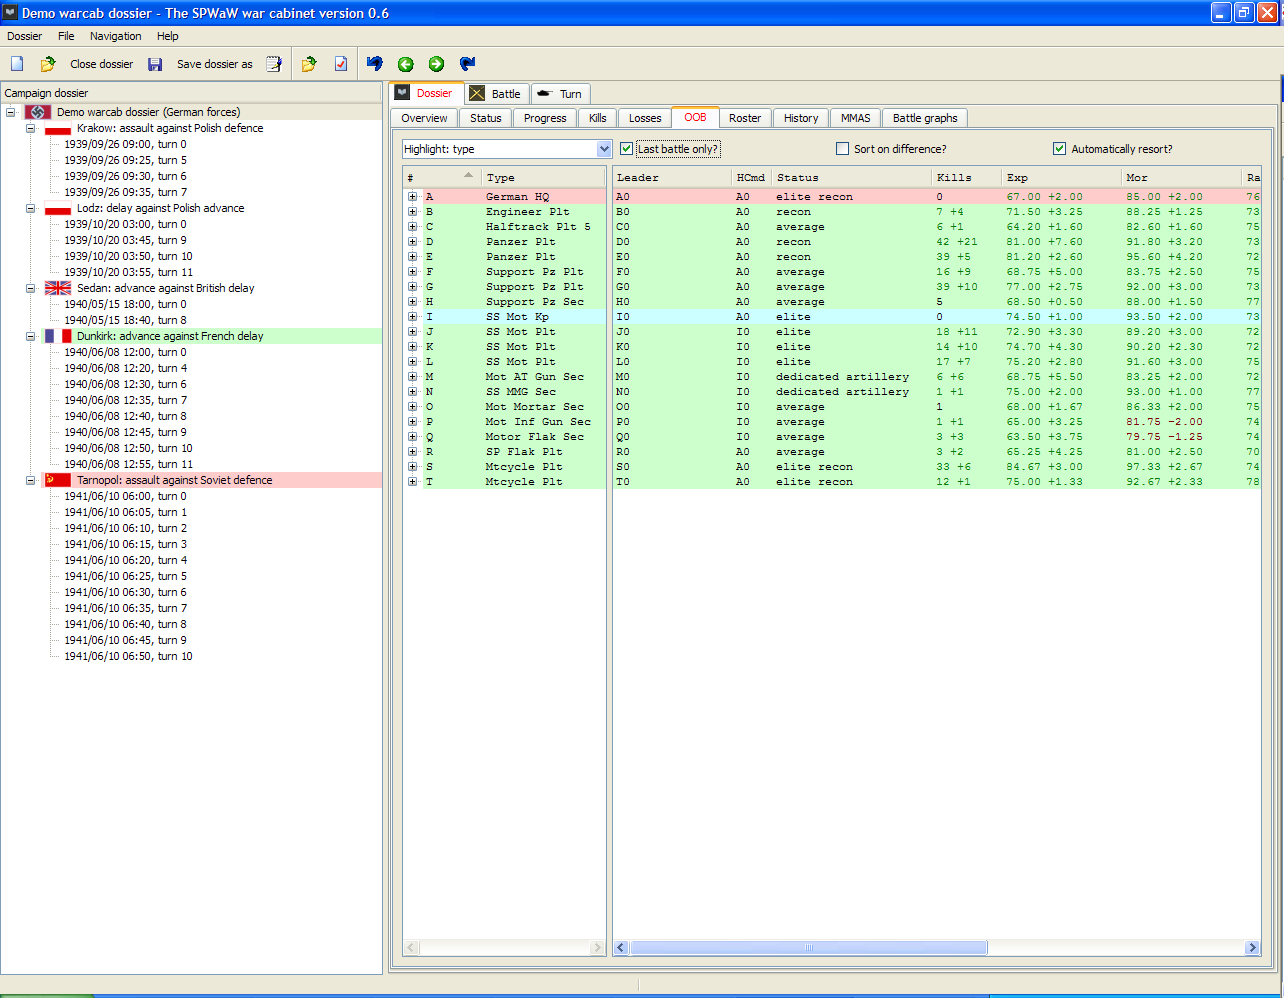 Demo warcab dossier - The SPWaW war cabinet version 0.6
Dossier File Navigation Help
Close dossier Save dossier as
Campaign dossier
Demo warcab dossier (German forces)
Krakow: assault against Polish defence
1939/09/26 09:00, turn 0
1939/09/26 09:25, turn 5
1939/09/26 09:30, turn 6
1939/09/26 09:35, turn 7
Lodz: delay against Polish advance
1939/10/20 03:00, turn 0
1939/10/20 03:45, turn 9
1939/10/20 03:50, turn 10
1939/10/20 03:55, turn 11
Sedan: advance against British delay
1940/05/15 18:00, turn 0
1940/05/15 18:40, turn 8
Dunkirk: advance against French delay
1940/06/08 12:00, turn 0
1940/06/08 12:20, turn 4
1940/06/08 12:30, turn 6
1940/06/08 12:35, turn 7
1940/06/08 12:40, turn 8
1940/06/08 12:45, turn 9
1940/06/08 12:50, turn 10
1940/06/08 12:55, turn 11
Tarnopol: assault against Soviet defence
1941/06/10 06:00, turn 0
1941/06/10 06:05, turn 1
1941/06/10 06:10, turn 2
1941/06/10 06:15, turn 3
1941/06/10 06:20, turn 4
1941/06/10 06:25, turn 5
1941/06/10 06:30, turn 6
1941/06/10 06:35, turn 7
1941/06/10 06:40, turn 8
1941/06/10 06:45, turn 9
1941/06/10 06:50, turn 10
Dossier Battle Turn
Overview Status Progress Kills Losses OOB Roster History MMAS Battle graphs
Highlight: type Last battle only? Sort on difference? Automatically resort?
# Type Leader HCmd Status Kills Exp Mor Ra
A German HQ A0 A0 elite recon 0 67.00 +2.00 85.00 +2.00 76
B Engineer Plt B0 A0 recon 7 +4 71.50 +3.25 88.25 +1.25 73
C Halftrack Plt 5 C0 A0 average 6 +1 64.20 +1.60 82.60 +1.60 75
D Panzer Plt D0 A0 recon 42 +21 81.00 +7.60 91.80 +3.20 73
E Panzer Plt E0 A0 recon 39 +5 81.20 +2.60 95.60 +4.20 72
F Support Pz Plt F0 A0 average 16 +9 68.75 +5.00 83.75 +2.50 75
G Support Pz Plt G0 A0 average 39 +10 77.00 +2.75 92.00 +3.00 73
H Support Pz Sec H0 A0 average 5 68.50 +0.50 88.00 +1.50 77
I SS Mot Kp I0 A0 elite 0 74.50 +1.00 93.50 +2.00 73
J SS Mot Plt J0 I0 elite 18 +11 72.90 +3.30 89.20 +3.00 72
K SS Mot Plt K0 I0 elite 14 +10 74.70 +4.30 90.20 +2.30 72
L SS Mot Plt L0 I0 elite 17 +7 75.20 +2.80 91.60 +3.00 75
M Mot AT Gun Sec M0 I0 dedicated artillery 6 +6 68.75 +5.50 83.25 +2.00 72
N SS MMG Sec N0 I0 dedicated artillery 1 +1 75.00 +2.00 93.00 +1.00 77
O Mot Mortar Sec O0 I0 average 1 68.00 +1.67 86.33 +2.00 75
P Mot Inf Gun Sec P0 I0 average 1 +1 65.00 +3.25 81.75 -2.00 74
Q Motor Flak Sec Q0 I0 average 3 +3 63.50 +3.75 79.75 -1.25 74
R SP Flak Plt R0 A0 average 3 +2 65.25 +4.25 81.00 +2.50 70
S Mtcycle Plt S0 A0 elite recon 33 +6 84.67 +3.00 97.33 +2.67 74
T Mtcycle Plt T0 A0 elite recon 12 +1 75.00 +1.33 92.67 +2.33 78